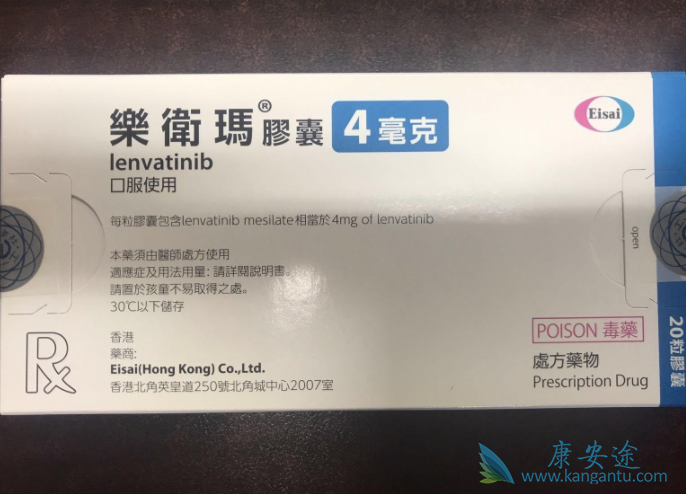 樂衛瑪®膠囊 4毫克
Eisai
lenvatinib
口服使用
每粒膠囊包含lenvatinib mesilate相當於4mg of lenvatinib
本藥須由醫師處方使用
適應症及用法用量：請詳閱說明書。
請置於孩童不易取得之處。
30℃以下儲存
open
Rx
香港
藥商:
Eisai(Hong Kong) Co.,Ltd.
香港北角英皇道250號北角城中心2007室
POISON 毒藥
處方藥物
Prescription Drug
20粒膠囊
康安途
www.kangantu.com